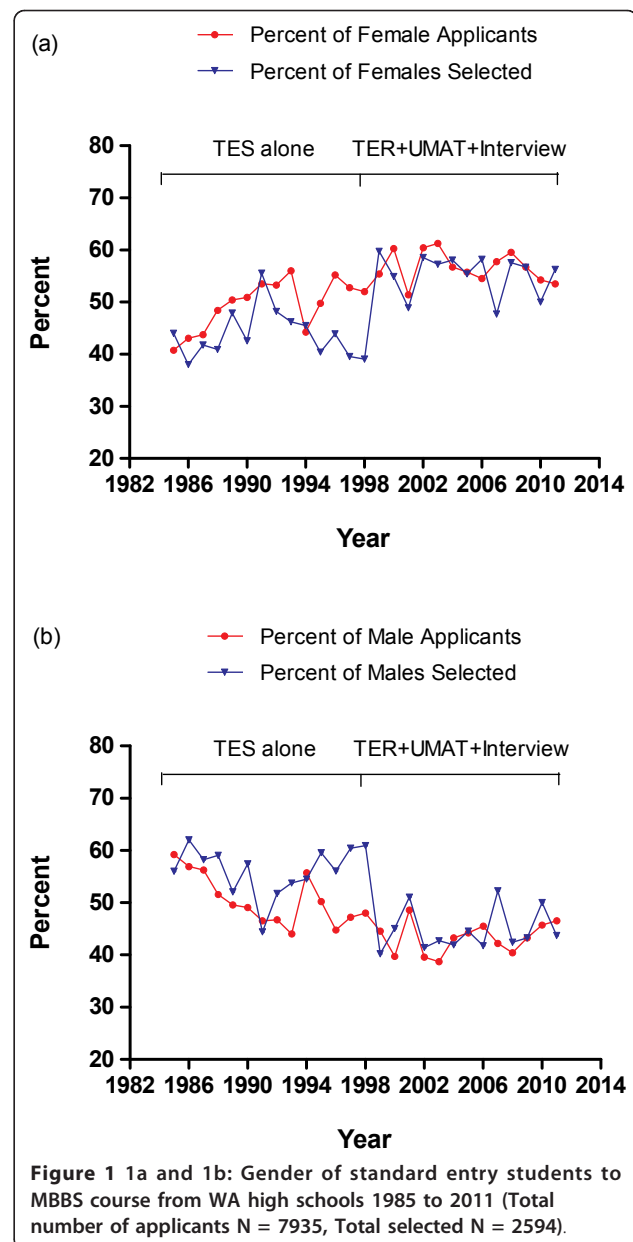 (a)
Percent of Female Applicants
Percent of Females Selected
TES alone TER+UMAT+Interview
80
70
60
50
40
30
20
Percent
1982 1986 1990 1994 1998 2002 2006 2010 2014
Year
(b)
Percent of Male Applicants
Percent of Males Selected
TES alone TER+UMAT+Interview
80
70
60
50
40
30
20
Percent
1982 1986 1990 1994 1998 2002 2006 2010 2014
Year
Figure 1 1a and 1b: Gender of standard entry students to
MBBS course from WA high schools 1985 to 2011 (Total
number of applicants N = 7935, Total selected N = 2594).